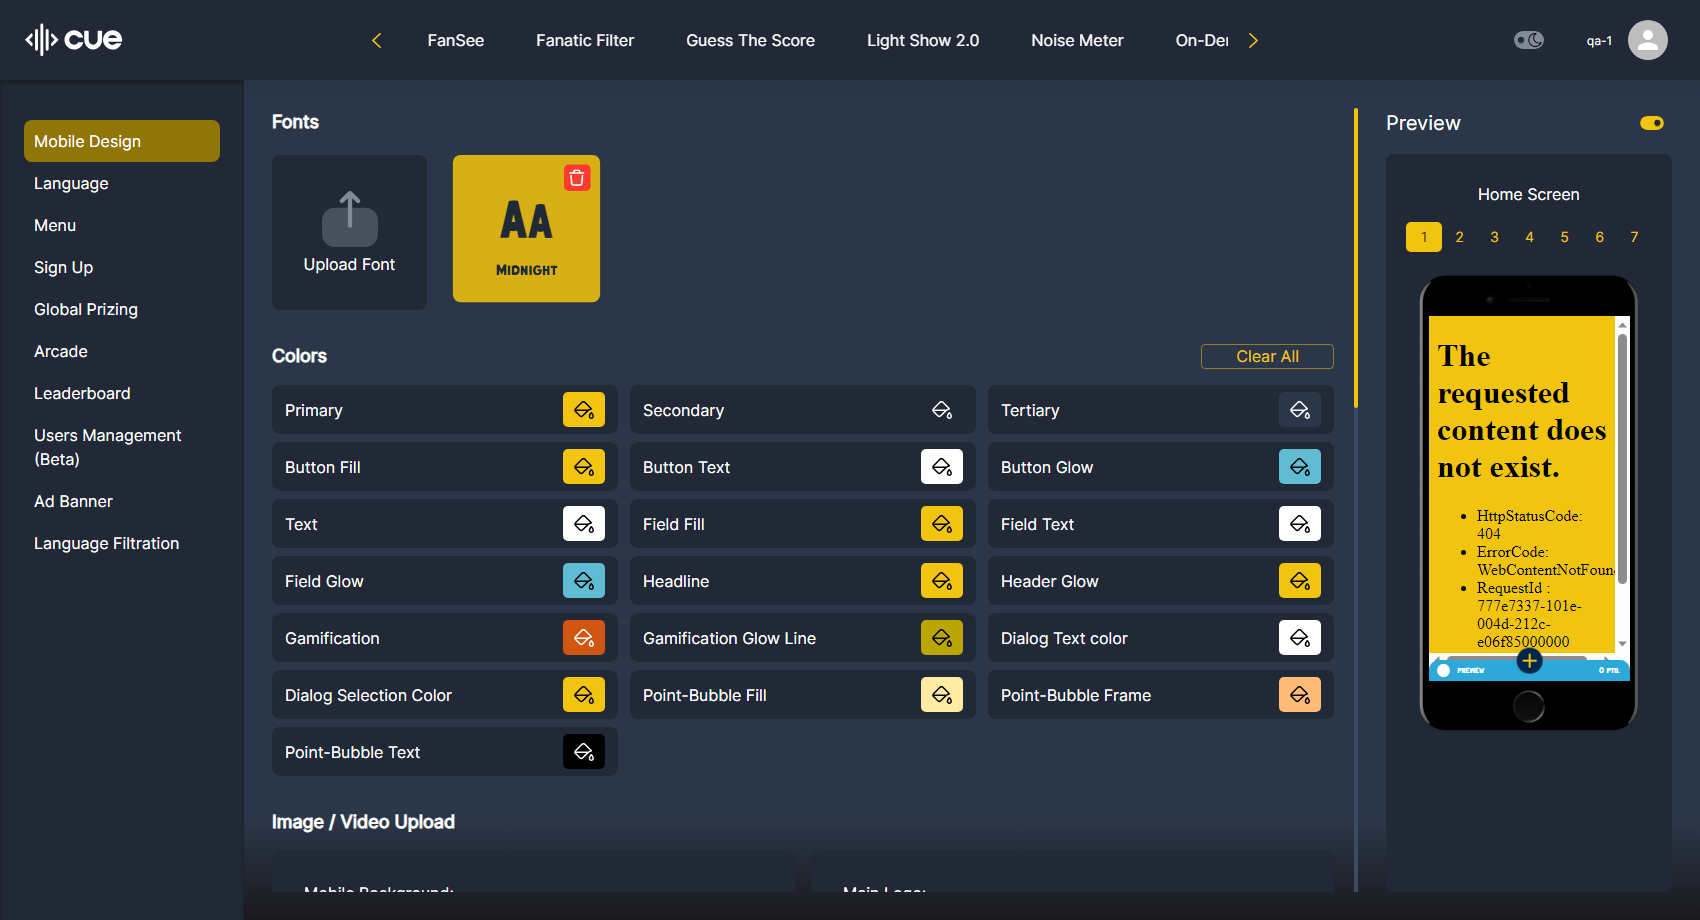 cue
FanSee
Fanatic Filter
Guess The Score
Light Show 2.0
Noise Meter
On-Der
qa-1
Mobile Design
Language
Menu
Sign Up
Global Prizing
Arcade
Leaderboard
Users Management
(Beta)
Ad Banner
Language Filtration
Fonts
Upload Font
AA
MIDNIGHT
Colors
Clear All
Primary
Secondary
Tertiary
Button Fill
Button Text
Button Glow
Text
Field Fill
Field Text
Field Glow
Headline
Header Glow
Gamification
Gamification Glow Line
Dialog Text color
Dialog Selection Color
Point-Bubble Fill
Point-Bubble Frame
Point-Bubble Text
Image / Video Upload
Mobile Background:
Main Logo:
Preview
Home Screen
1 2 3 4 5 6 7
The
requested
content does
not exist.
• HttpStatusCode:
404
• ErrorCode:
WebContentNotFoun
• RequestId :
777e7337-101e-
004d-212c-
e06f85000000
PREVIEW
0 PTS.